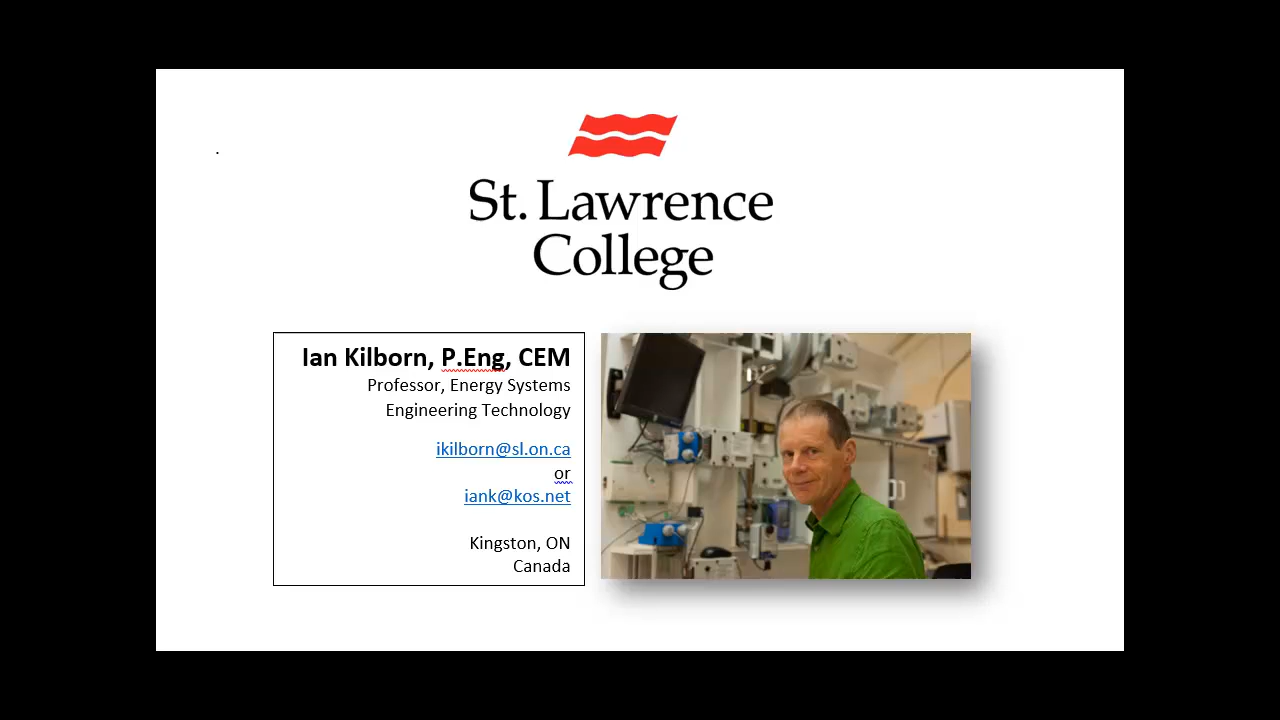 St. Lawrence
College
Ian Kilborn, P.Eng, CEM
Professor, Energy Systems
Engineering Technology
ikilborn@sl.on.ca
or
iank@kos.net
Kingston, ON
Canada